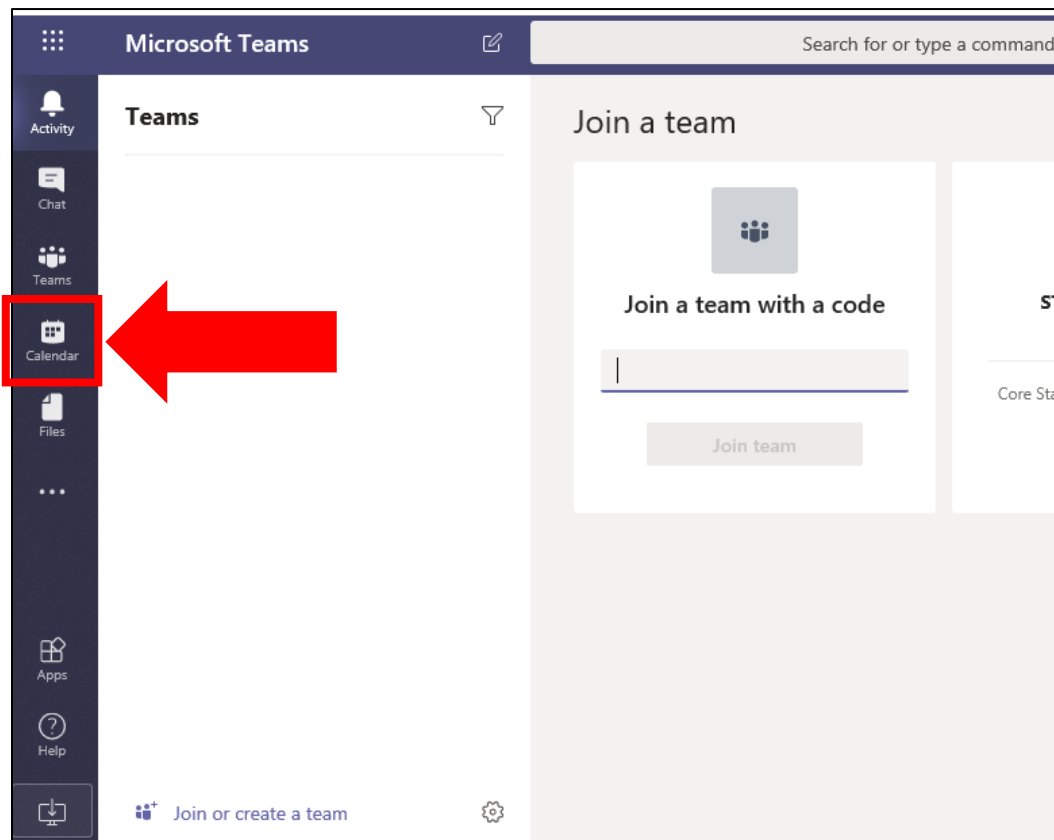 Microsoft Teams
Search for or type a command
Activity
Chat
Teams
Calendar
Files
Apps
Help
Teams
Join or create a team
Join a team
Join a team with a code
Join team
Core